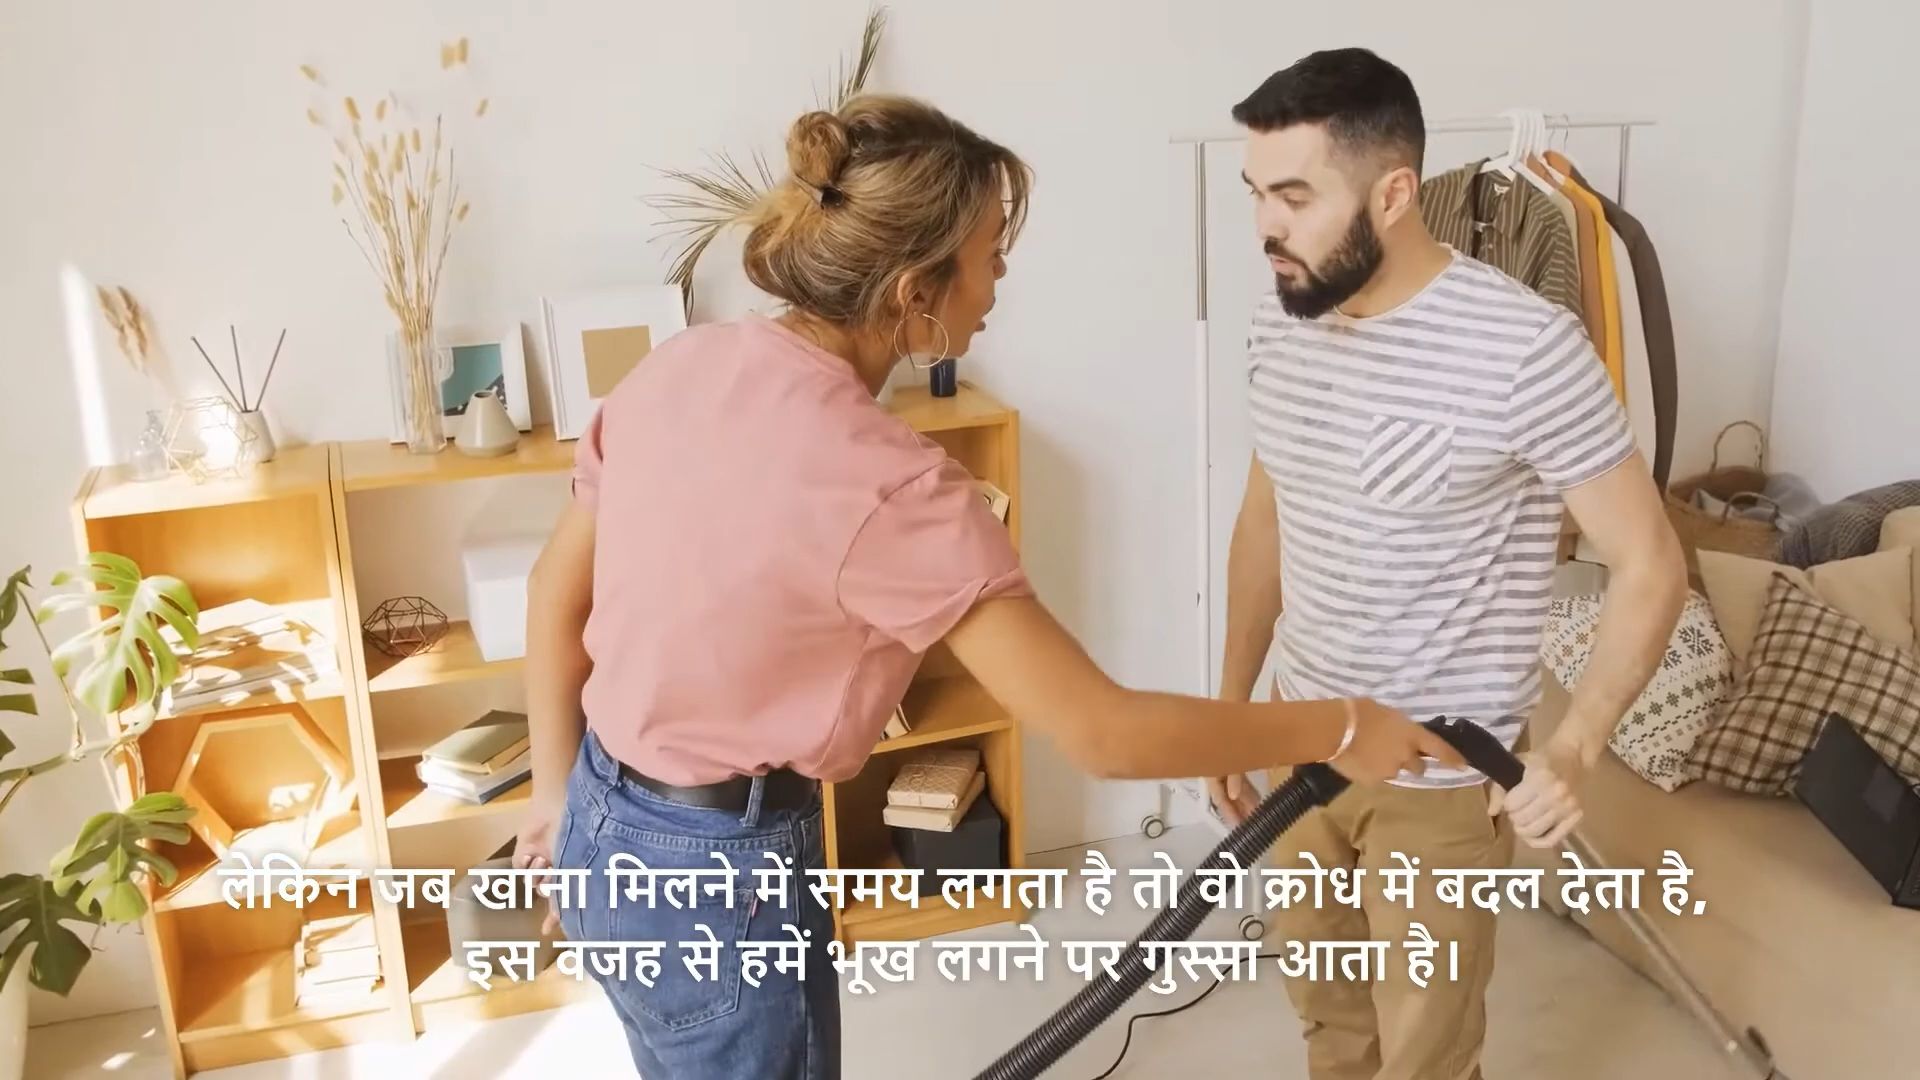 लेकिन जब खाना मिलने में समय लगता है तो वो क्रोध में बदल देता है,
इस वजह से हमें भूख लगने पर गुस्सा आता है।